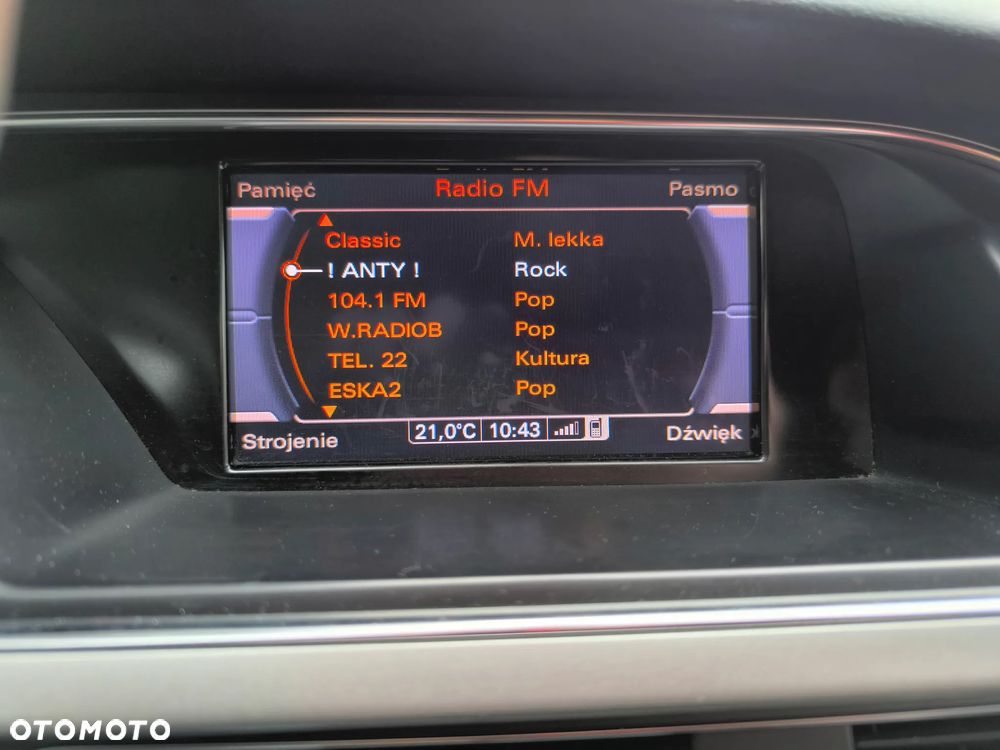 Pamięć Radio FM Pasmo
Classic M. lekka
! ANTY ! Rock
104.1 FM Pop
W.RADIOB Pop
TEL. 22 Kultura
ESKA2 Pop
Strojenie 21,0°C 10:43 Dźwięk
OTOMOTO